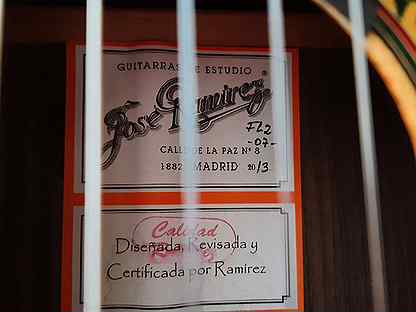 GUITARRAS DE ESTUDIO
José Ramírez®
FL2
-07-
CALLE DE LA PAZ Nº 8
1882 MADRID 20/3
Calidad
Diseñada, Revisada y
Certificada por Ramírez